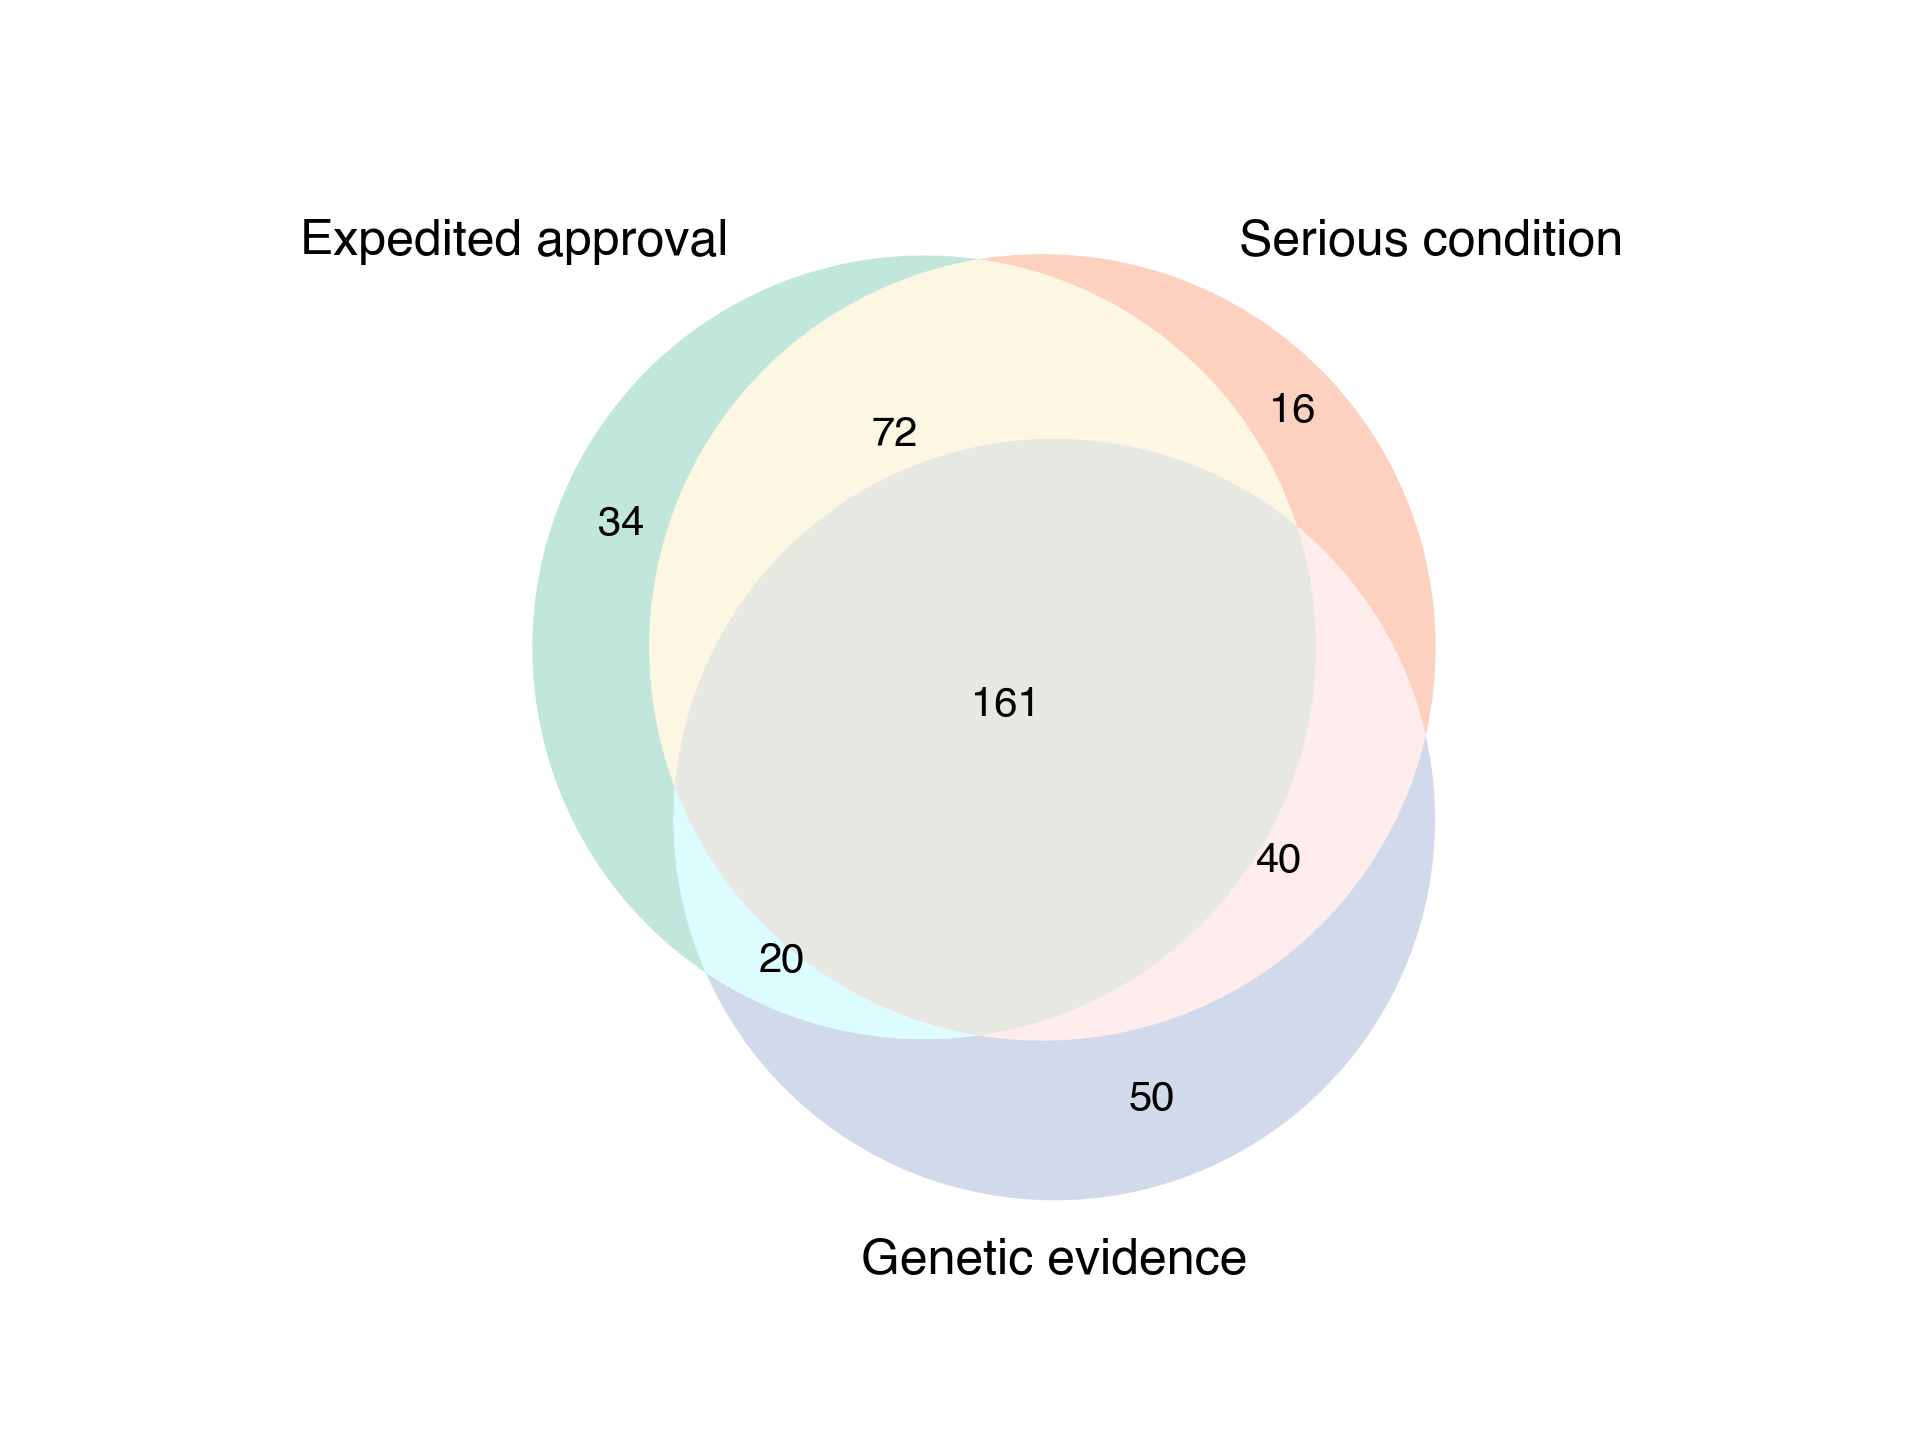 Expedited approval
Serious condition
16
72
34
161
40
20
50
Genetic evidence